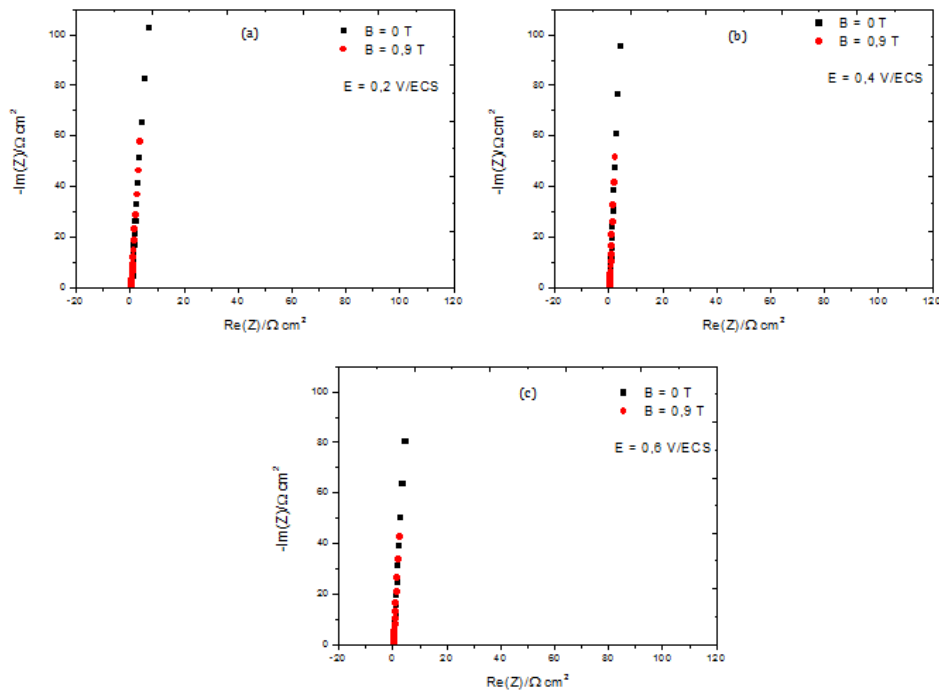 (a)
B = 0 T
B = 0,9 T
E = 0,2 V/ECS
-Im(Z)/Ω cm²
100
80
60
40
20
0
-20 0 20 40 60 80 100 120
Re(Z)/Ω cm²
(b)
B = 0 T
B = 0,9 T
E = 0,4 V/ECS
-Im(Z)/Ω cm²
100
80
60
40
20
0
-20 0 20 40 60 80 100 120
Re(Z)/Ω cm²
(c)
B = 0 T
B = 0,9 T
E = 0,6 V/ECS
-Im(Z)/Ω cm²
100
80
60
40
20
0
-20 0 20 40 60 80 100 120
Re(Z)/Ω cm²